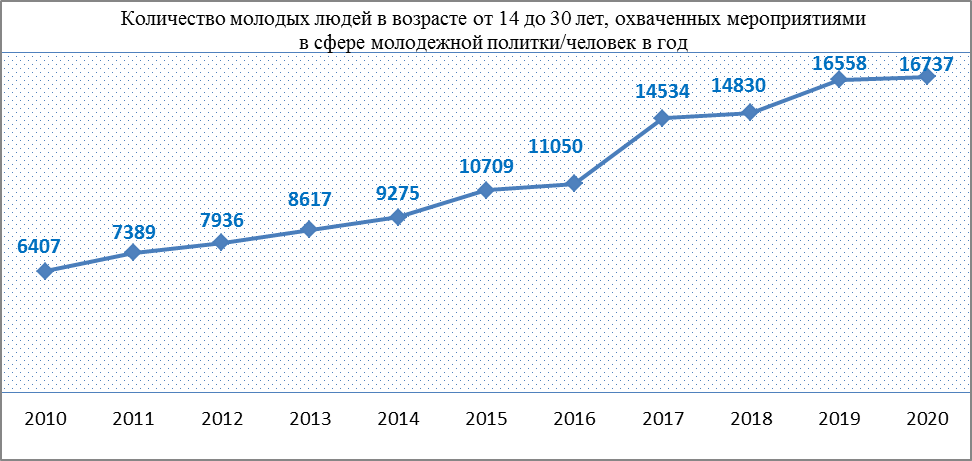 Количество молодых людей в возрасте от 14 до 30 лет, охваченных мероприятиями
в сфере молодежной политки/человек в год
6407 7389 7936 8617 9275 10709 11050 14534 14830 16558 16737
2010 2011 2012 2013 2014 2015 2016 2017 2018 2019 2020